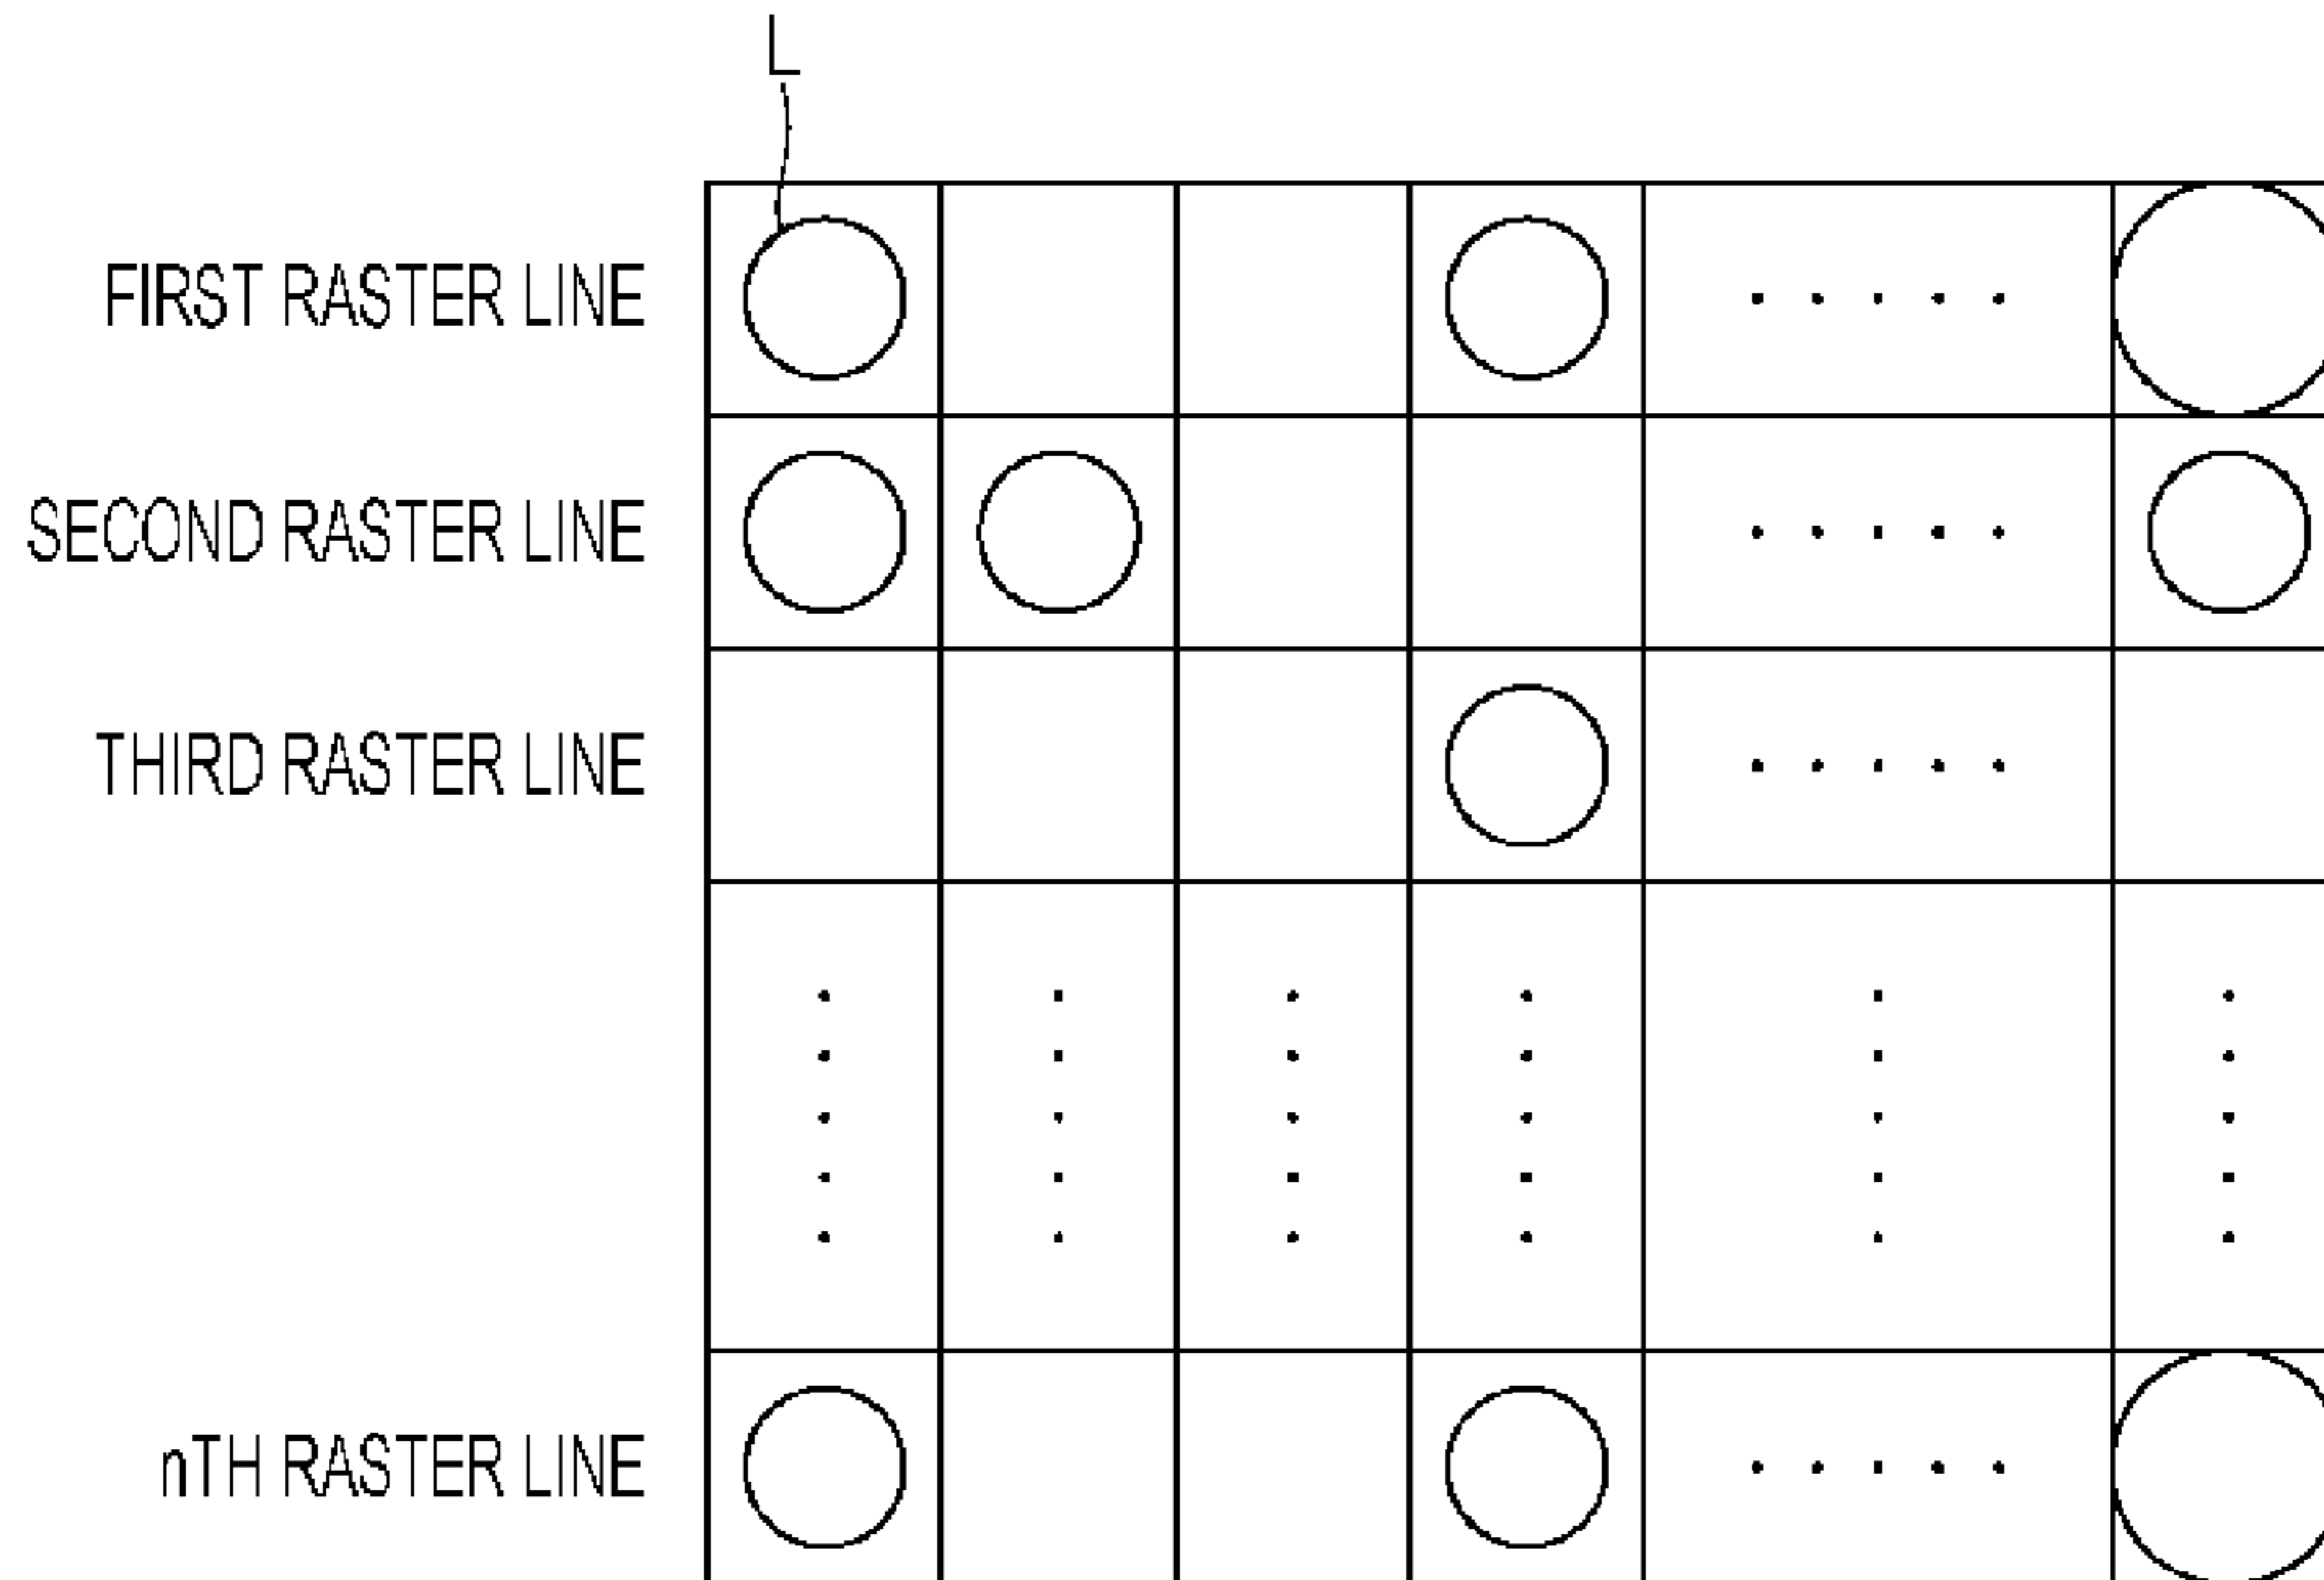 L
FIRST RASTER LINE
SECOND RASTER LINE
THIRD RASTER LINE
nTH RASTER LINE